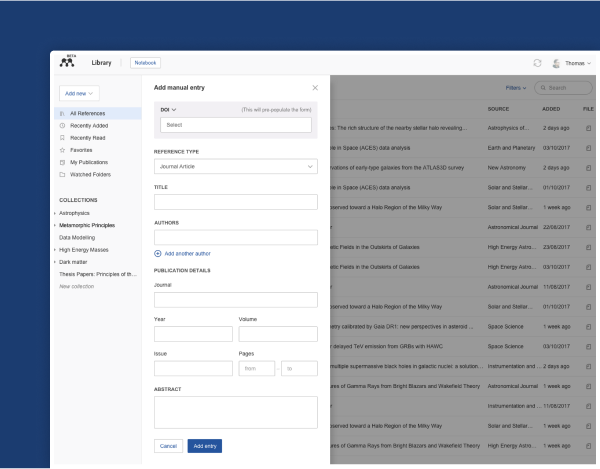 BETA
Library
Notebook
Thomas
Add new
All References
Recently Added
Recently Read
Favorites
My Publications
Watched Folders
COLLECTIONS
Astrophysics
Metamorphic Principles
Data Modelling
High Energy Masses
Dark matter
Thesis Papers: Principles of th...
New collection
Add manual entry
DOI
(This will pre-populate the form)
Select
REFERENCE TYPE
Journal Article
TITLE
AUTHORS
Add another author
PUBLICATION DETAILS
Journal
Year Volume
Issue Pages
from - to
ABSTRACT
Cancel Add entry
Filters Search
SOURCE ADDED FILE
s: The rich structure of the nearby stellar halo revealing... Astrophysics of... 2 days ago
re in Space (ACES) data analysis Earth and Planetary 03/10/2017
rvations of early-type galaxies from the ATLAS3D survey New Astronomy 2 days ago
re in Space (ACES) data analysis Solar and Stellar... 01/10/2017
bserved toward a Halo Region of the Milky Way Solar and Stellar... 1 week ago
Astronomical Journal 22/08/2017
etic Fields in the Outskirts of Galaxies High Energy Astro... 23/08/2017
etic Fields in the Outskirts of Galaxies High Energy Astro... 03/10/2017
Astronomical Journal 11/08/2017
bserved toward a Halo Region of the Milky Way Solar and Stellar... 01/10/2017
etry calibrated by Gaia DR1: new perspectives in asteroid ... Space Science 1 week ago
r delayed TeV emission from GRBs with HAWC Space Science 03/10/2017
multiple supermassive black holes in galactic nuclei: a solution... Instrumentation and ... 2 days ago
ures of Gamma Rays from Bright Blazars and Wakefield Theory Astronomical Journal 1 week ago
Instrumentation and ... 11/08/2017
bserved toward a Halo Region of the Milky Way Solar and Stellar... 1 week ago
ures of Gamma Rays from Bright Blazars and Wakefield Theory High Energy Astro... 1 week ago